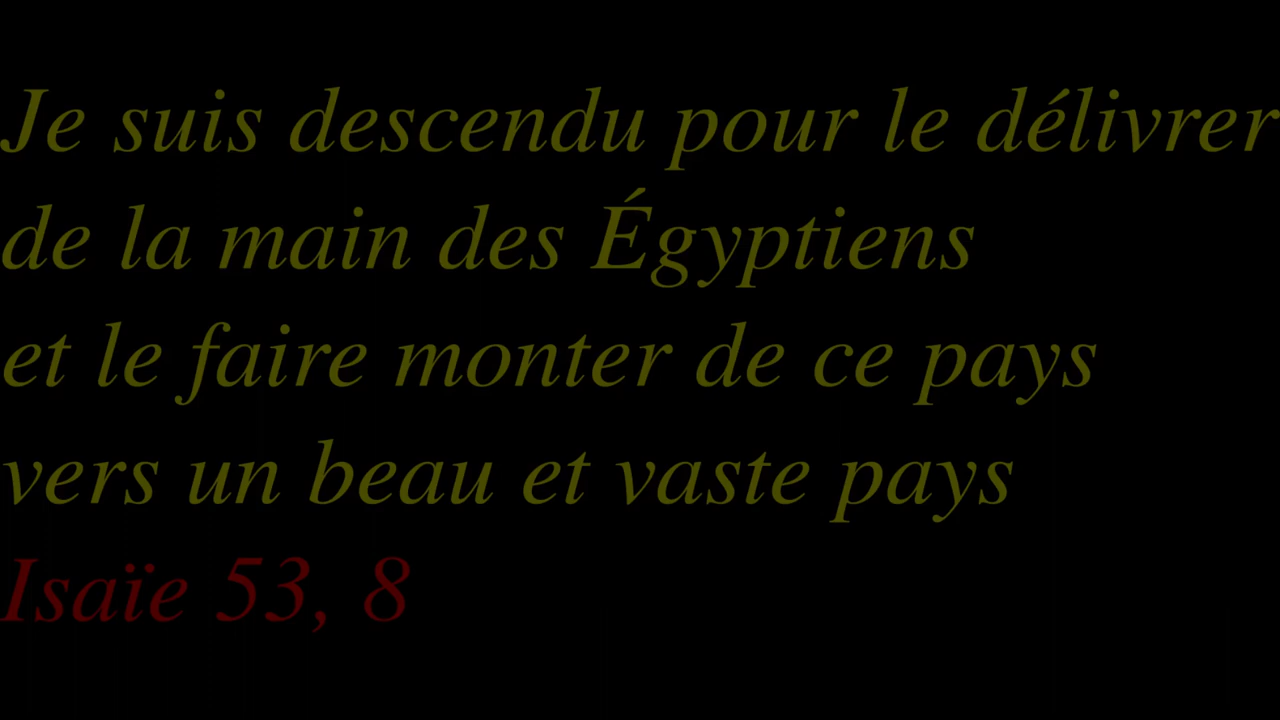 Je suis descendu pour le délivrer
de la main des Égyptiens
et le faire monter de ce pays
vers un beau et vaste pays
Isaïe 53, 8